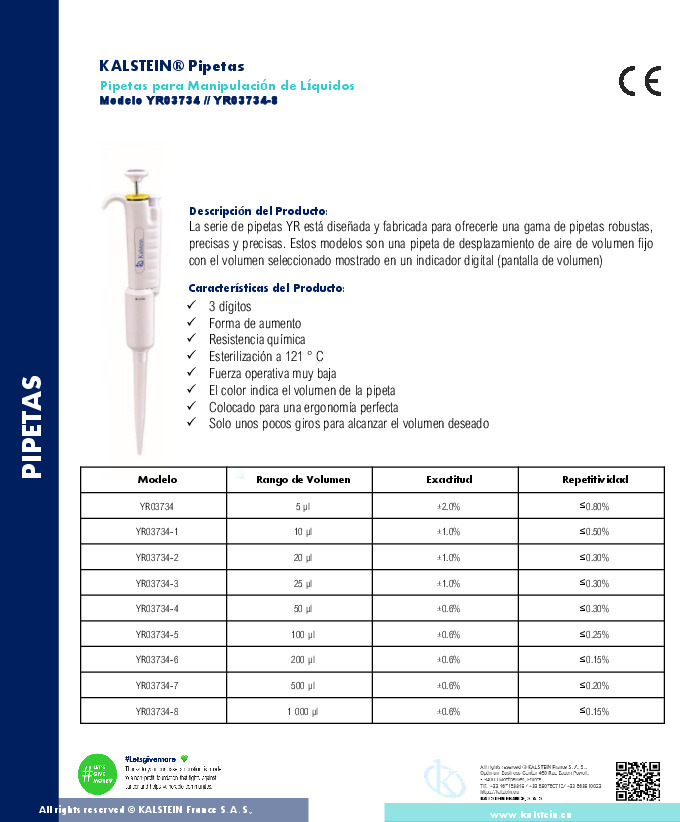 KALSTEIN® Pipetas
Pipetas para Manipulación de Líquidos
Modelo YR03734 // YR03734-8
CE
Kalstein
Descripción del Producto:
La serie de pipetas YR está diseñada y fabricada para ofrecerle una gama de pipetas robustas,
precisas y precisas. Estos modelos son una pipeta de desplazamiento de aire de volumen fijo
con el volumen seleccionado mostrado en un indicador digital (pantalla de volumen)
Características del Producto:
✓ 3 dígitos
✓ Forma de aumento
✓ Resistencia química
✓ Esterilización a 121 ° C
✓ Fuerza operativa muy baja
✓ El color indica el volumen de la pipeta
✓ Colocado para una ergonomía perfecta
✓ Solo unos pocos giros para alcanzar el volumen deseado
PIPETAS
Modelo Rango de Volumen Exactitud Repetitividad
YR03734 5 µl ±2.0% ≤0.80%
YR03734-1 10 µl ±1.0% ≤0.50%
YR03734-2 20 µl ±1.0% ≤0.30%
YR03734-3 25 µl ±1.0% ≤0.30%
YR03734-4 50 µl ±0.6% ≤0.30%
YR03734-5 100 µl ±0.6% ≤0.25%
YR03734-6 200 µl ±0.6% ≤0.15%
YR03734-7 500 µl ±0.6% ≤0.20%
YR03734-8 1 000 µl ±0.6% ≤0.15%
#LET'S
GIVE
MORE
#Letsgivemore
All rights reserved © KALSTEIN France S. A. S.,
KALSTEIN FRANCE, S. A. S
All rights reserved © KALSTEIN France S. A. S.,
www.kalstein.eu